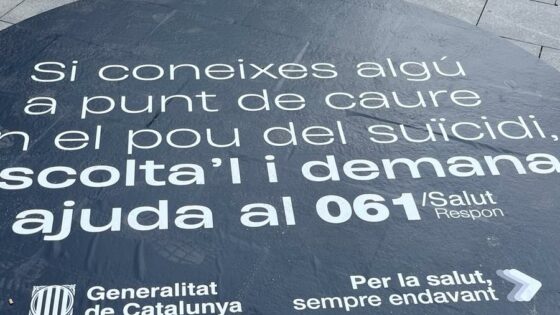 Si coneixes algú
a punt de caure
n el pou del suïcidi,
scolta'l i demana
ajuda al 061/Salut
Respon
Generalitat
de Catalunya
Per la salut,
sempre endavant